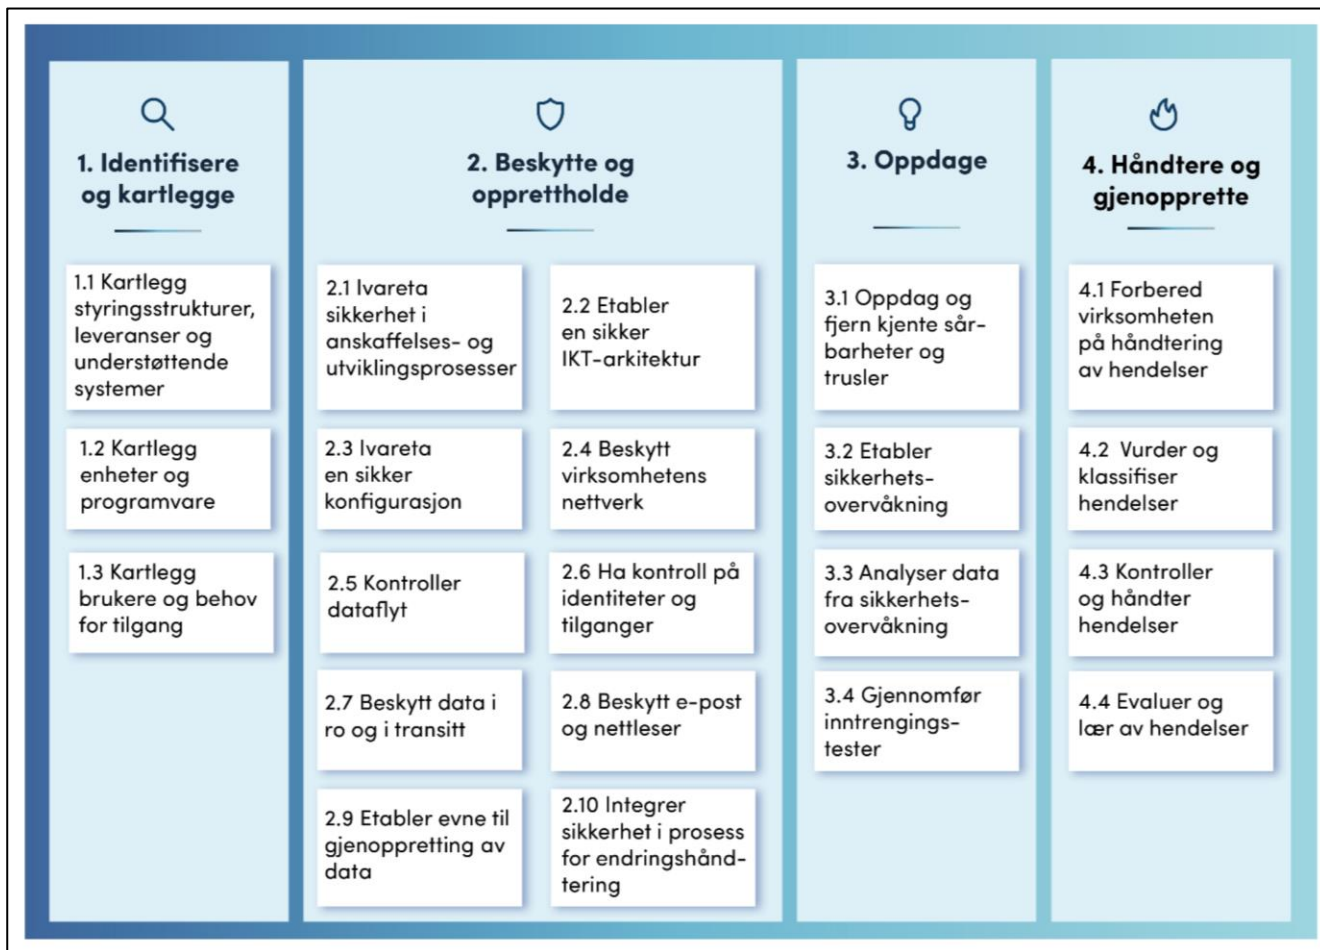 1. Identifisere
og kartlegge
1.1 Kartlegg
styringsstrukturer,
leveranser og
understøttende
systemer
1.2 Kartlegg
enheter og
programvare
1.3 Kartlegg
brukere og behov
for tilgang
2. Beskytte og
opprettholde
2.1 Ivareta
sikkerhet i
anskaffelses- og
utviklingsprosesser
2.2 Etabler
en sikker
IKT-arkitektur
2.3 Ivareta
en sikker
konfigurasjon
2.4 Beskytt
virksomhetens
nettverk
2.5 Kontroller
dataflyt
2.6 Ha kontroll på
identiteter og
tilganger
2.7 Beskytt data i
ro og i transitt
2.8 Beskytt e-post
og nettleser
2.9 Etabler evne til
gjenoppretting av
data
2.10 Integrer
sikkerhet i prosess
for endringshånd-
tering
3. Oppdage
3.1 Oppdag og
fjern kjente sår-
barheter og
trusler
3.2 Etabler
sikkerhets-
overvåkning
3.3 Analyser data
fra sikkerhets-
overvåkning
3.4 Gjennomfør
inntrengings-
tester
4. Håndtere og
gjenopprette
4.1 Forbered
virksomheten
på håndtering
av hendelser
4.2 Vurder og
klassifiser
hendelser
4.3 Kontroller
og håndter
hendelser
4.4 Evaluer og
lær av hendelser